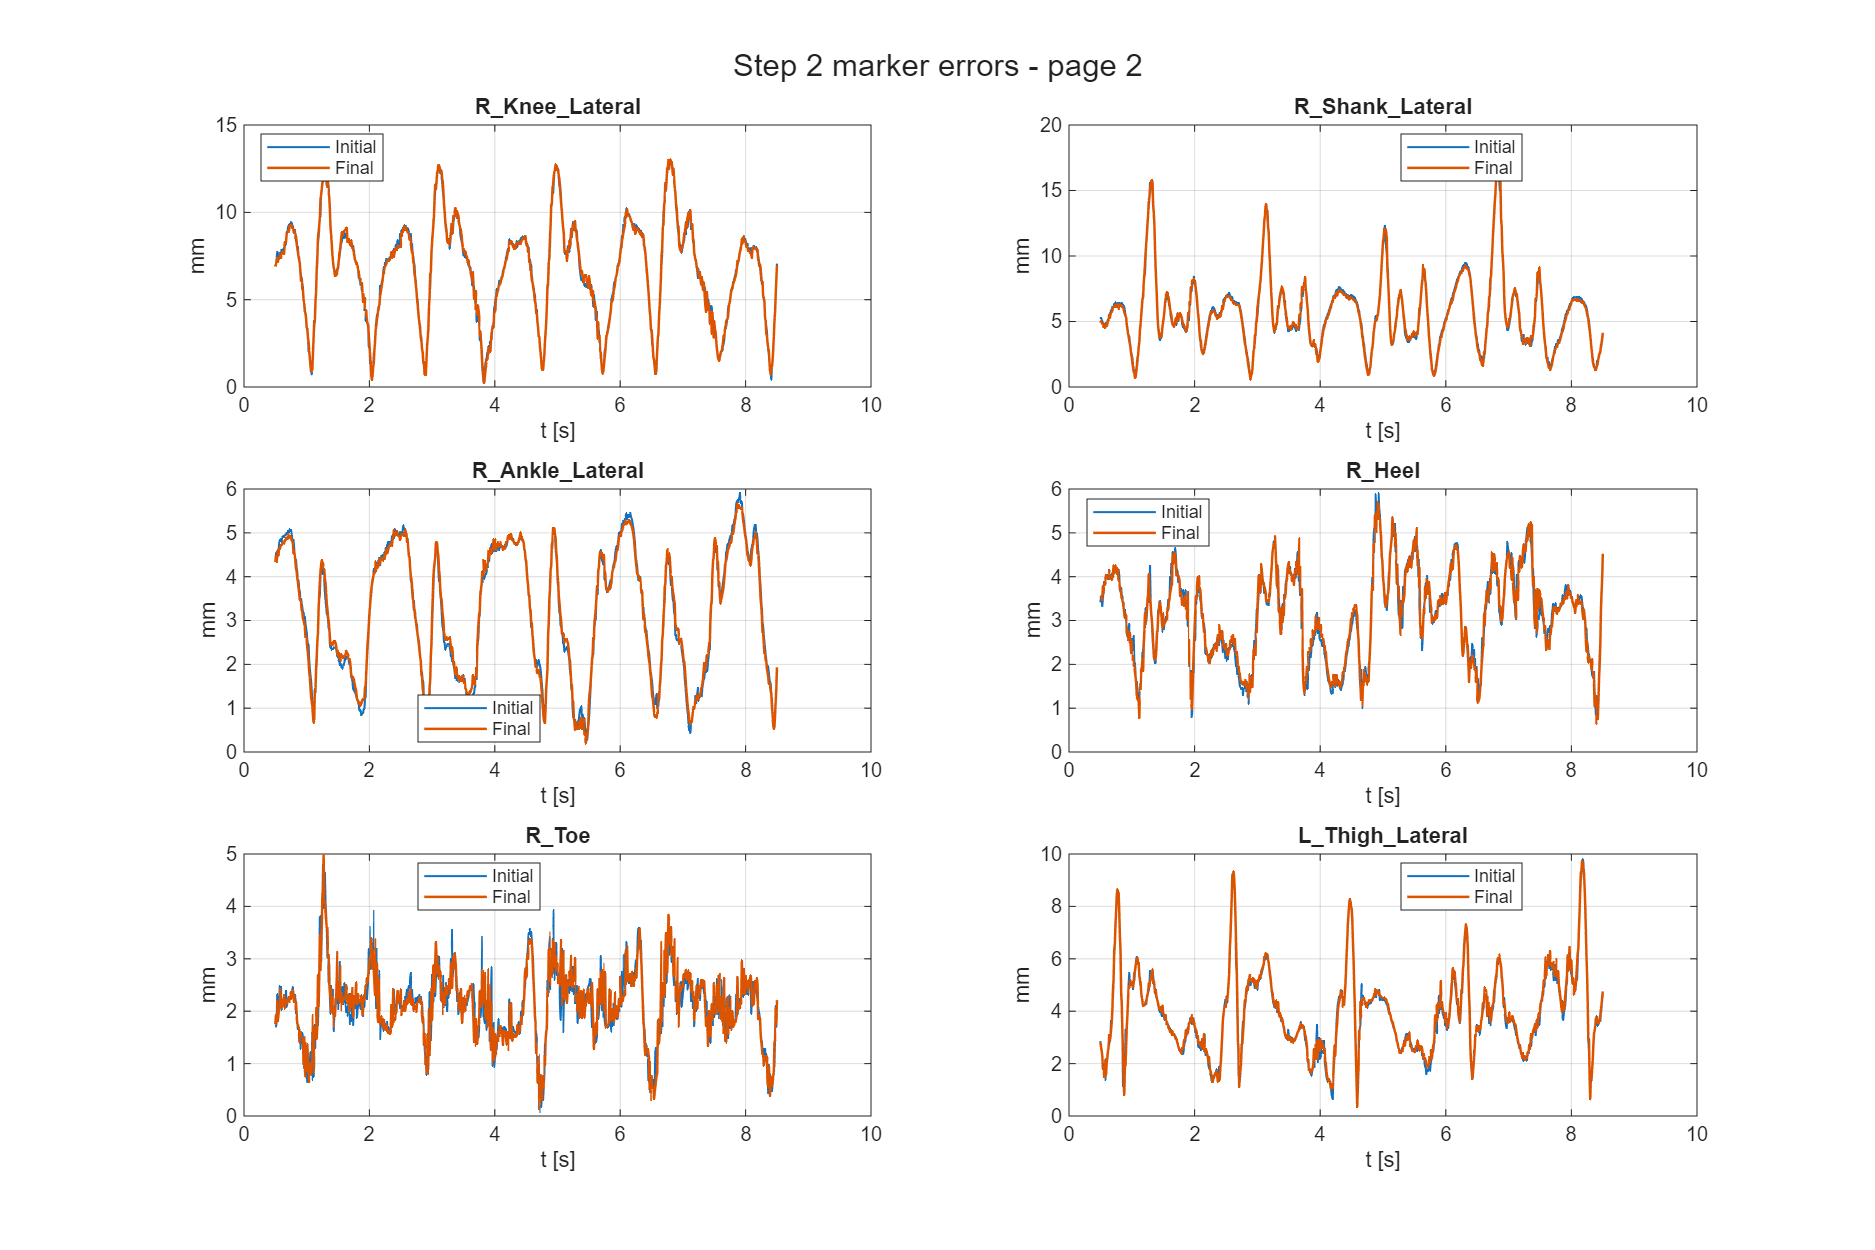 Step 2 marker errors - page 2
R_Knee_Lateral
15
10
5
0
mm
Initial
Final
0 2 4 6 8 10
t [s]
R_Shank_Lateral
20
15
10
5
0
mm
Initial
Final
0 2 4 6 8 10
t [s]
R_Ankle_Lateral
6
5
4
3
2
1
0
mm
Initial
Final
0 2 4 6 8 10
t [s]
R_Heel
6
5
4
3
2
1
0
mm
Initial
Final
0 2 4 6 8 10
t [s]
R_Toe
5
4
3
2
1
0
mm
Initial
Final
0 2 4 6 8 10
t [s]
L_Thigh_Lateral
10
8
6
4
2
0
mm
Initial
Final
0 2 4 6 8 10
t [s]